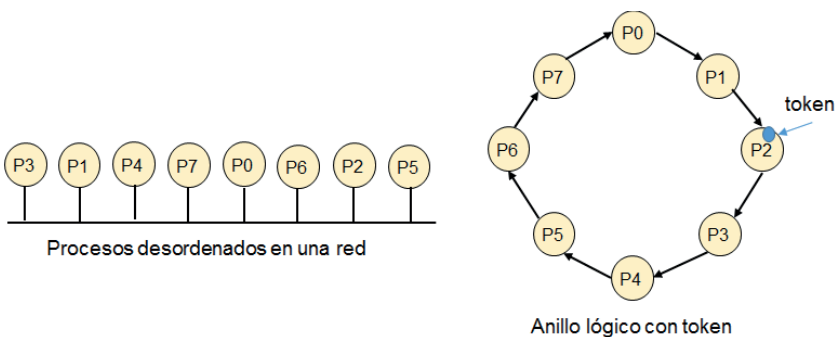 P3 P1 P4 P7 P0 P6 P2 P5
Procesos desordenados en una red
P0
P7
P1
token
P6
P2
P5
P3
P4
Anillo lógico con token